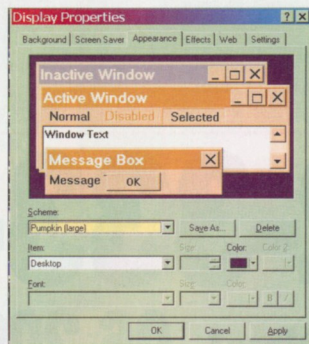 Display Properties
Background Screen Saver Appearance Effects Web Settings
Inactive Window
Active Window
Normal Disabled Selected
Window Text
Message Box
Message OK
Scheme:
Pumpkin (large) Save As... Delete
Item: Size: Color: Color 2:
Desktop
Font: Size: Color:
B I
OK Cancel Apply